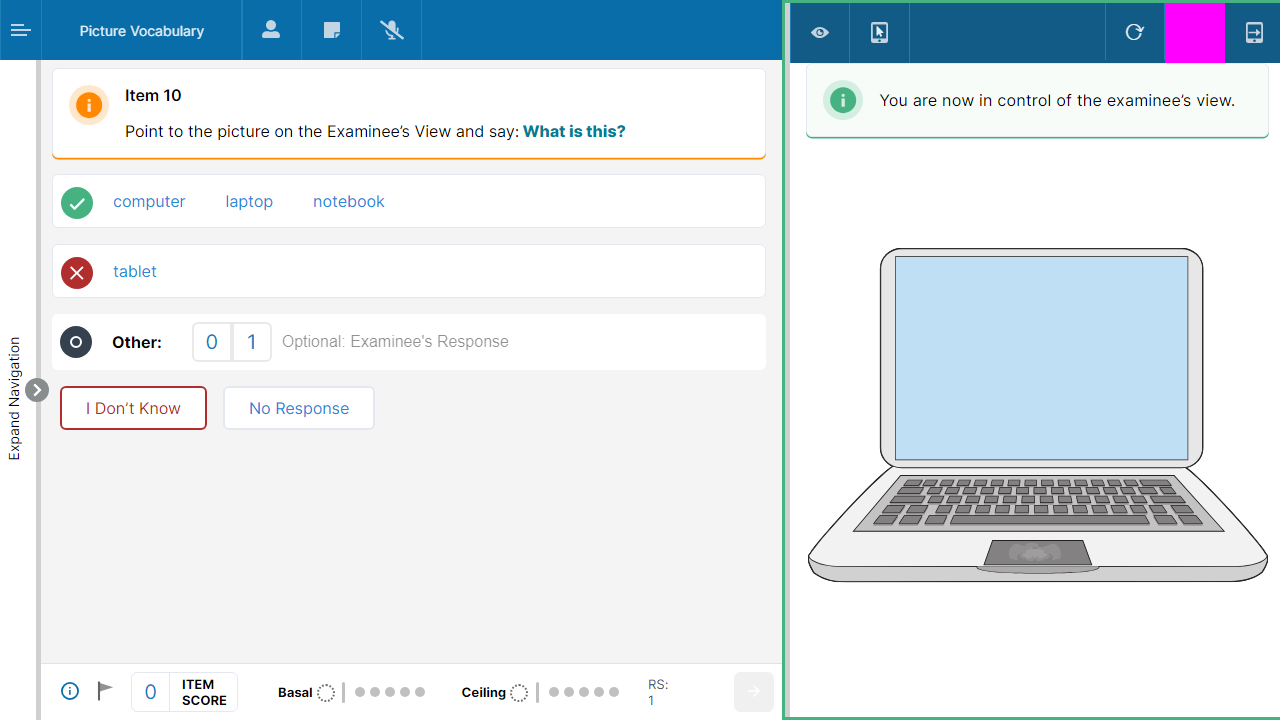 Picture Vocabulary
Item 10
Point to the picture on the Examinee’s View and say: What is this?
computer laptop notebook
tablet
Other: 0 1 Optional: Examinee's Response
I Don’t Know No Response
Expand Navigation
0 ITEM SCORE
Basal
Ceiling
RS:
1
You are now in control of the examinee’s view.